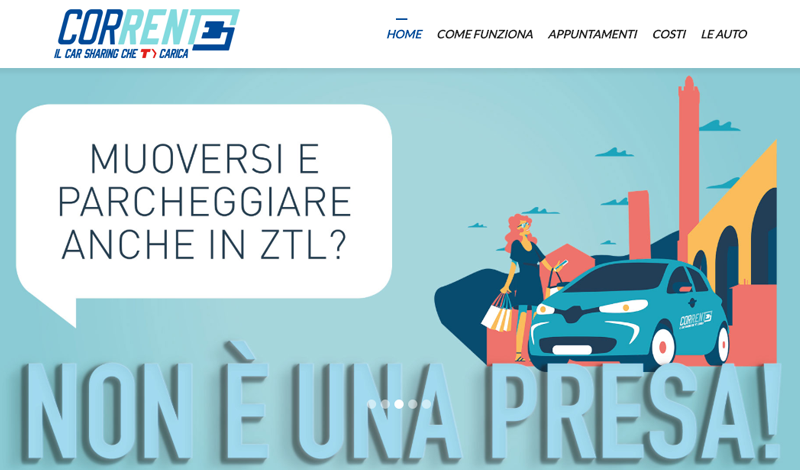 CORRENTE
IL CAR SHARING CHE TI CARICA
HOME COME FUNZIONA APPUNTAMENTI COSTI LE AUTO
MUOVERSI E
PARCHEGGIARE
ANCHE IN ZTL?
CORRENTE
NON È UNA PRESA!